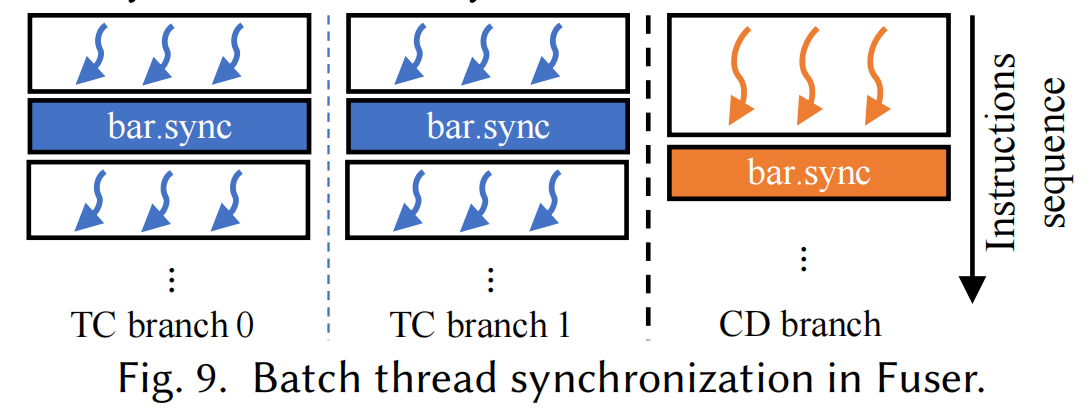 bar.sync
bar.sync
bar.sync
⋮
⋮
⋮
TC branch 0
TC branch 1
CD branch
Instructions
sequence
Fig. 9. Batch thread synchronization in Fuser.